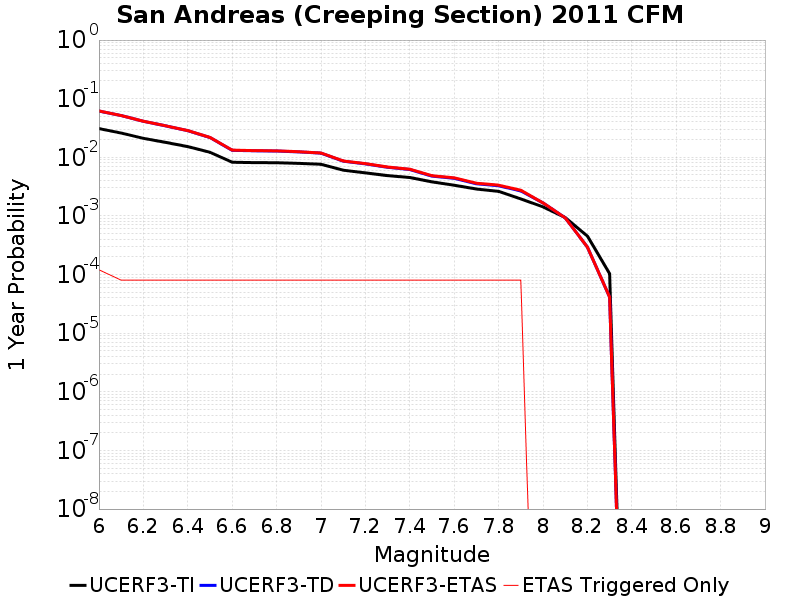 San Andreas (Creeping Section) 2011 CFM
1 Year Probability
10^0
10^-1
10^-2
10^-3
10^-4
10^-5
10^-6
10^-7
10^-8
6 6.2 6.4 6.6 6.8 7 7.2 7.4 7.6 7.8 8 8.2 8.4 8.6 8.8 9
Magnitude
UCERF3-TI UCERF3-TD UCERF3-ETAS ETAS Triggered Only